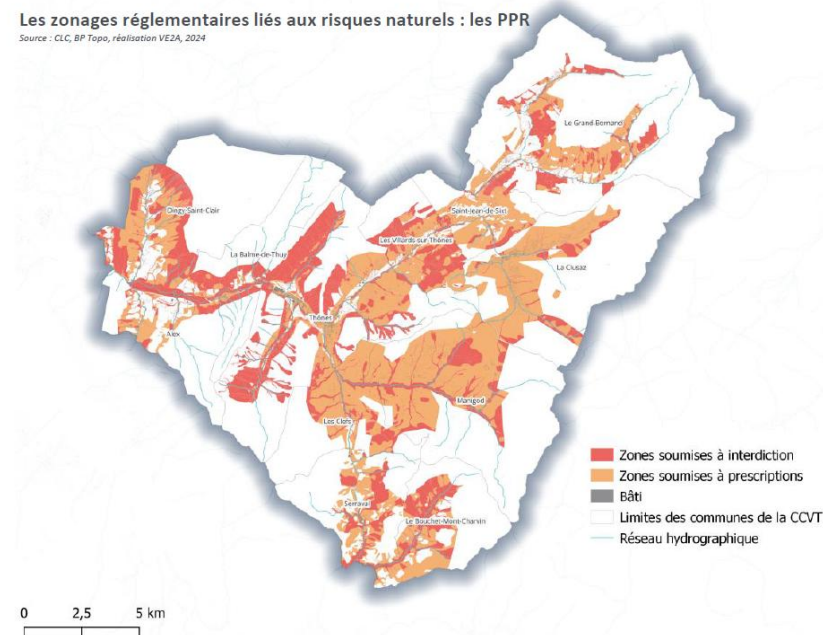 Les zonages réglementaires liés aux risques naturels : les PPR
Source : CLC, BP Topo, réalisation VE2A, 2024
Le Grand-Bornand
Dingy-Saint-Clair
Saint-Jean-de-Sixt
Les Villards-sur-Thônes
La Balme-de-Thuy
La Clusaz
Thônes
Alex
Manigod
Les Clefs
Serraval
Le Bouchet-Mont-Charvin
Zones soumises à interdiction
Zones soumises à prescriptions
Bâti
Limites des communes de la CCVT
Réseau hydrographique
0 2,5 5 km